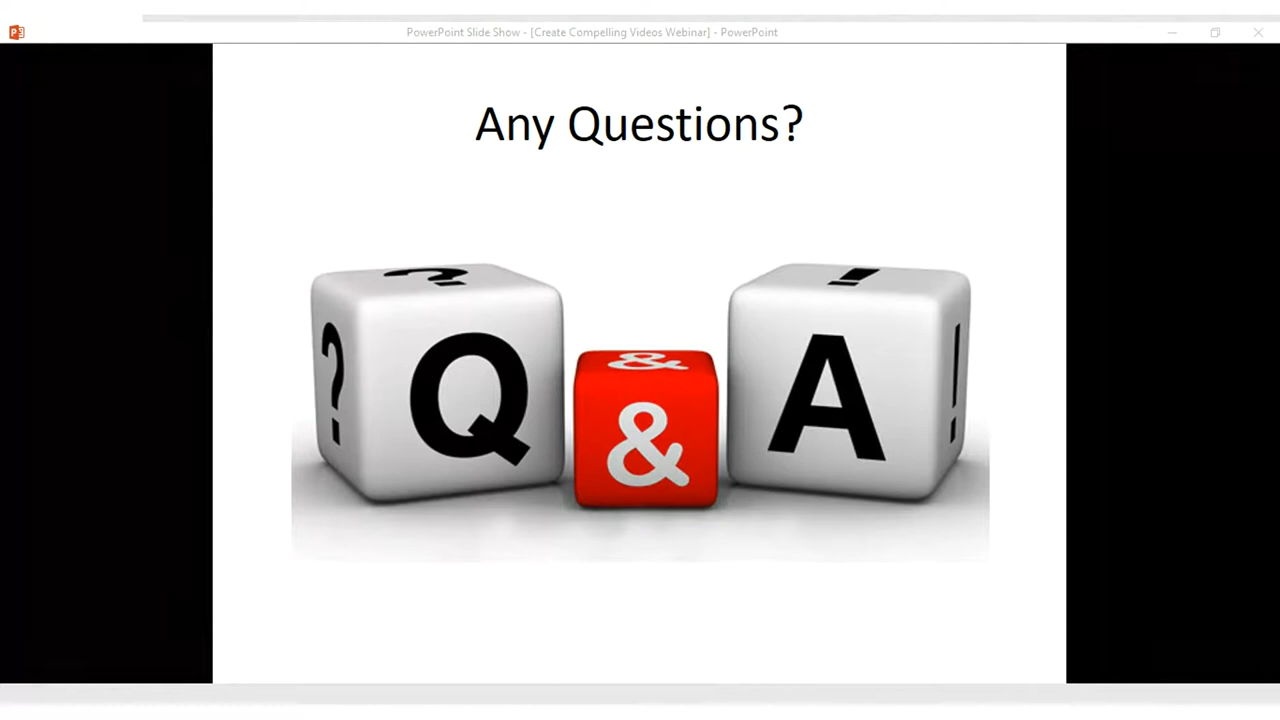 PowerPoint Slide Show - [Create Compelling Videos Webinar] - PowerPoint
Any Questions?
? !
? Q & & A !